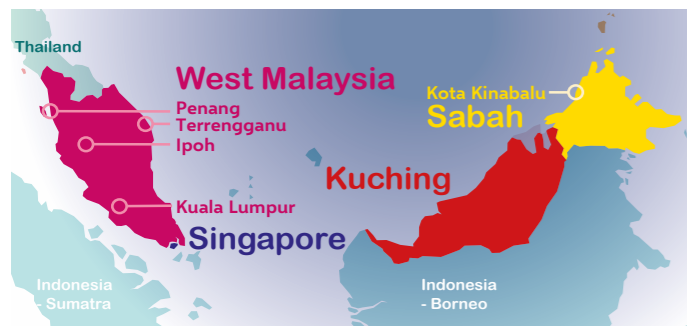 Thailand
West Malaysia
Penang
Terrengganu
Ipoh
Kuala Lumpur
Singapore
Kota Kinabalu
Sabah
Kuching
Indonesia
- Sumatra
Indonesia
- Borneo